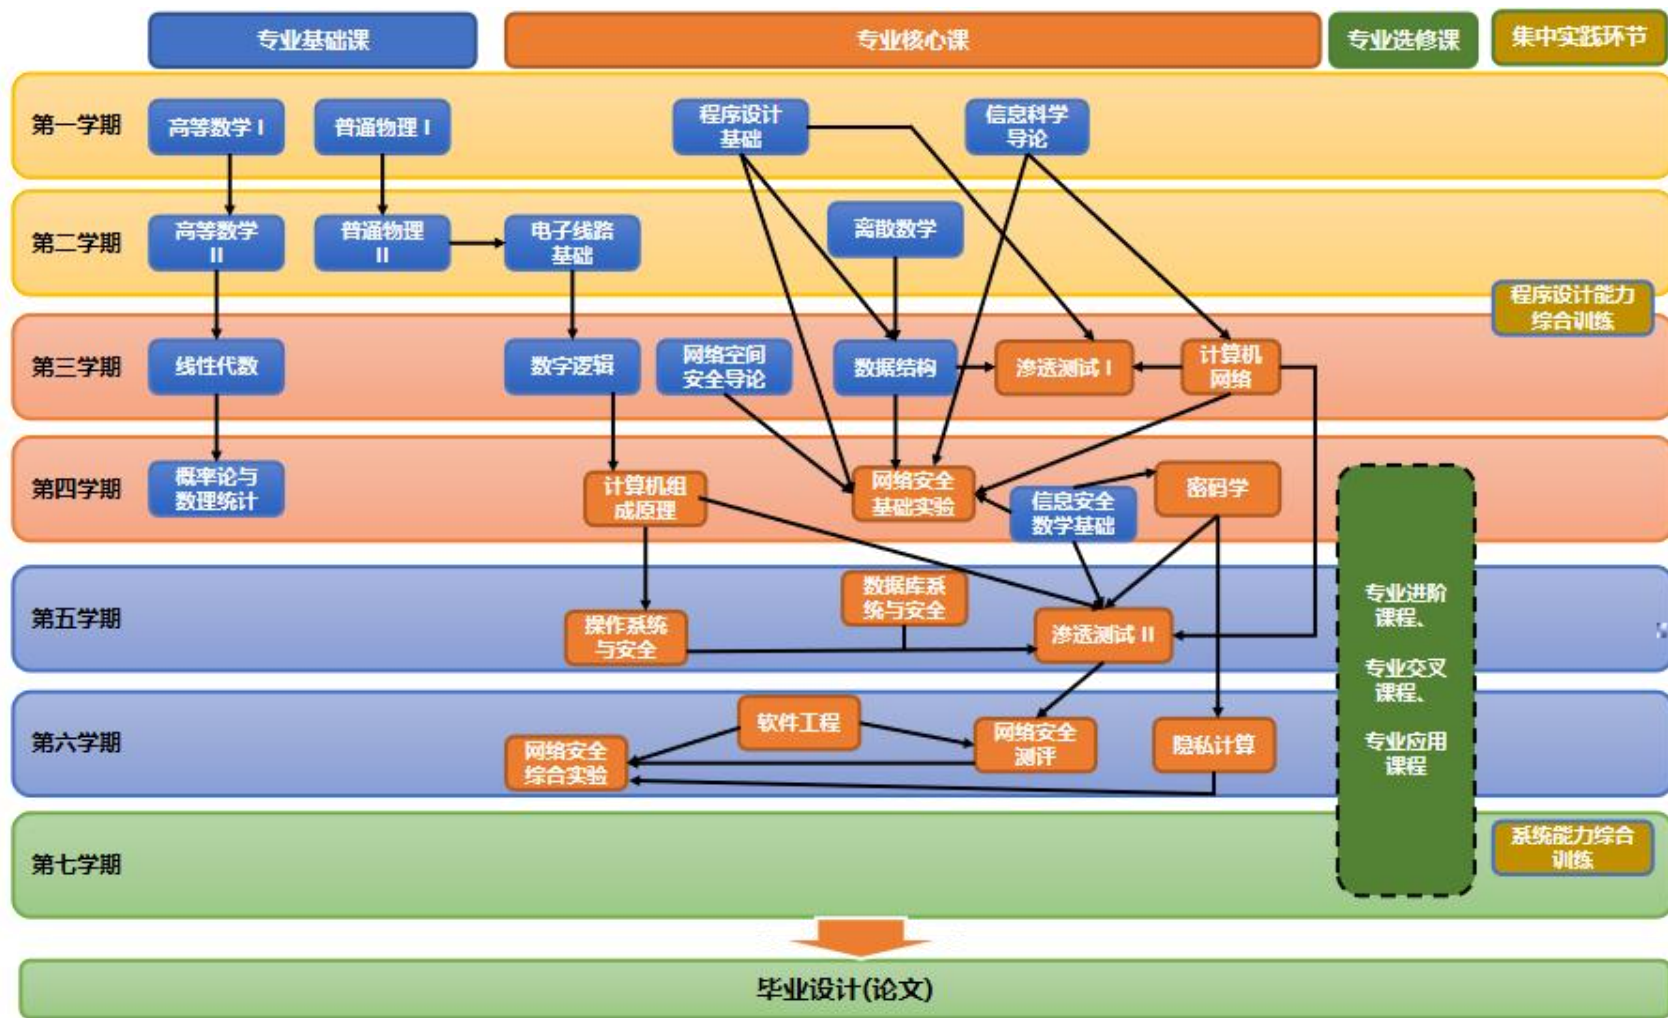 专业基础课
专业核心课
专业选修课
集中实践环节
第一学期
高等数学 I
普通物理 I
程序设计
基础
信息科学
导论
第二学期
高等数学
II
普通物理
II
电子线路
基础
离散数学
程序设计能力
综合训练
第三学期
线性代数
数字逻辑
网络空间
安全导论
数据结构
渗透测试 I
计算机
网络
第四学期
概率论与
数理统计
计算机组
成原理
网络安全
基础实验
信息安全
数学基础
密码学
第五学期
操作系统
与安全
数据库系
统与安全
渗透测试 II
专业进阶
课程、
专业交叉
课程、
专业应用
课程
第六学期
网络安全
综合实验
软件工程
网络安全
测评
隐私计算
第七学期
系统能力综合
训练
毕业设计(论文)